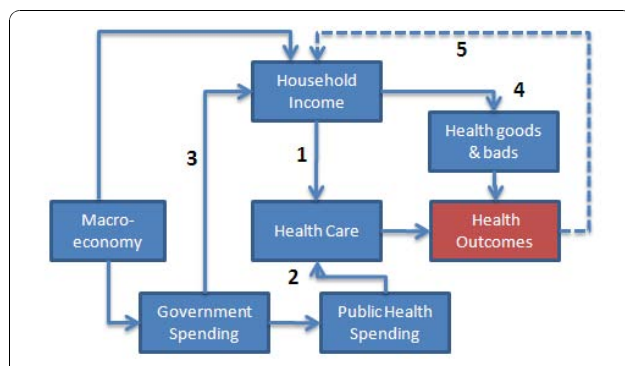 5
Household
Income
4
Health goods
& bads
3
1
Macro-
economy
Health Care
Health
Outcomes
2
Government
Spending
Public Health
Spending